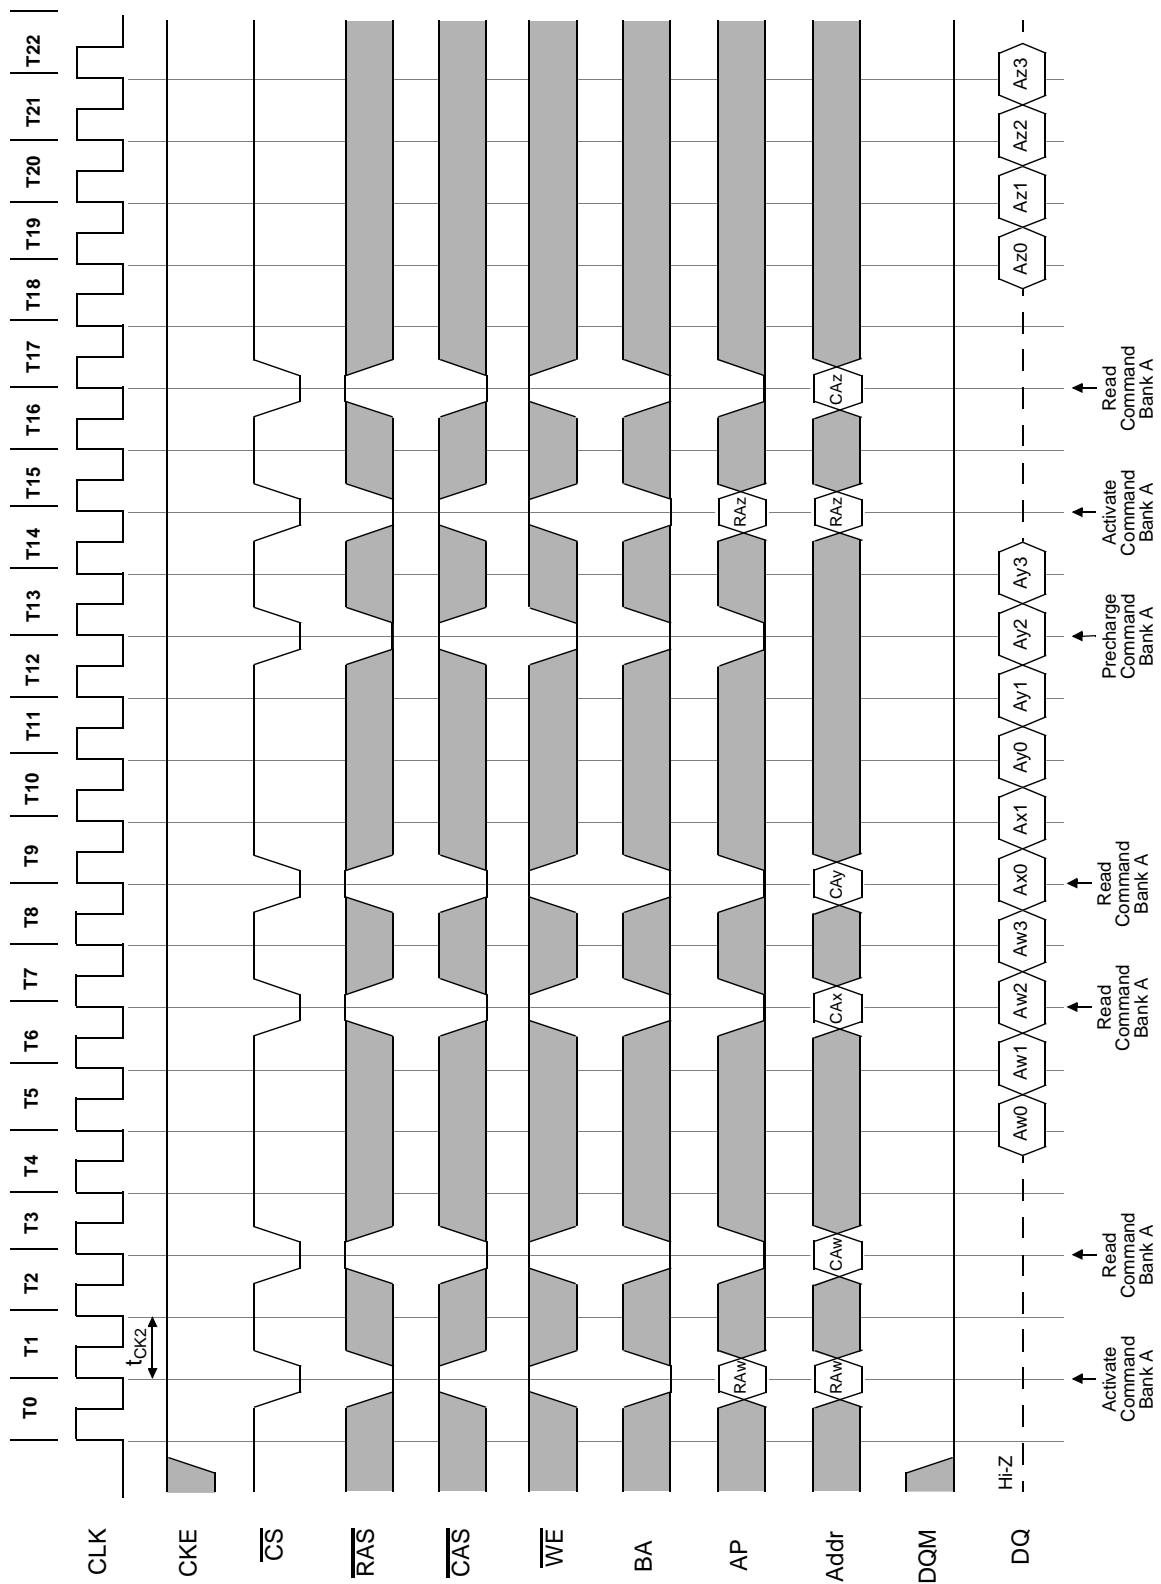 T0 T1 T2 T3 T4 T5 T6 T7 T8 T9 T10 T11 T12 T13 T14 T15 T16 T17 T18 T19 T20 T21 T22
CLK
tCK2
CKE
CS
RAS
CAS
WE
BA
AP
RAw RAz
Addr
RAw CAw CAx CAy RAz CAz
DQM
DQ
Hi-Z
Aw0 Aw1 Aw2 Aw3 Ax0 Ax1 Ay0 Ay1 Ay2 Ay3 Az0 Az1 Az2 Az3
Activate
Command
Bank A
Read
Command
Bank A
Read
Command
Bank A
Read
Command
Bank A
Precharge
Command
Bank A
Activate
Command
Bank A
Read
Command
Bank A